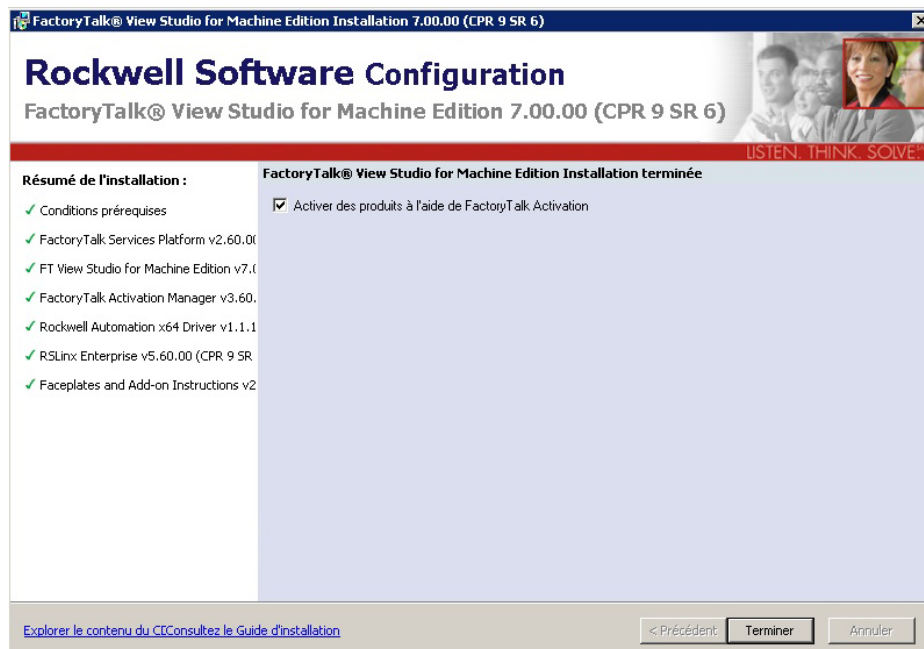 FactoryTalk® View Studio for Machine Edition Installation 7.00.00 (CPR 9 SR 6)
Rockwell Software Configuration
FactoryTalk® View Studio for Machine Edition 7.00.00 (CPR 9 SR 6)
LISTEN. THINK. SOLVE.
Résumé de l'installation :
✓ Conditions prérequises
✓ FactoryTalk Services Platform v2.60.0
✓ FT View Studio for Machine Edition v7.
✓ FactoryTalk Activation Manager v3.60.
✓ Rockwell Automation x64 Driver v1.1.1
✓ RSLinx Enterprise v5.60.00 (CPR 9 SR
✓ Faceplates and Add-on Instructions v2
FactoryTalk® View Studio for Machine Edition Installation terminée
Activer des produits à l'aide de FactoryTalk Activation
Explorer le contenu du CIConsultez le Guide d'installation
< Précédent
Terminer
Annuler